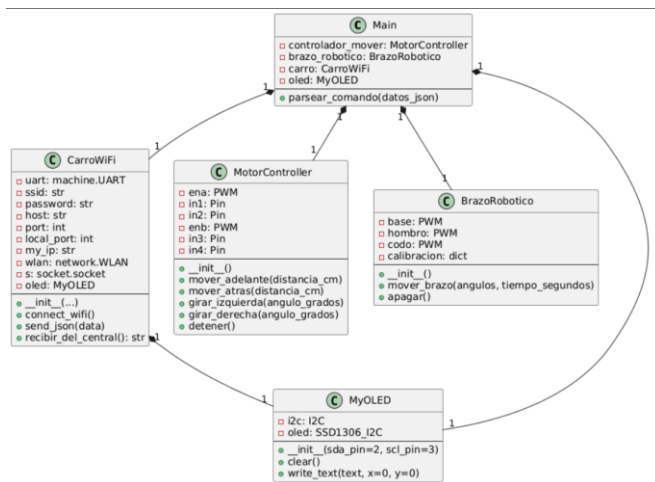 C Main
controlador_mover: MotorController
brazo_robotico: BrazoRobotico
carro: CarroWiFi
oled: MyOLED
parsear_comando(datos_json)
1
1
1
1
1
1
1
1
C CarroWiFi
uart: machine.UART
ssid: str
password: str
host: str
port: int
local_port: int
my_ip: str
wlan: network.WLAN
s: socket.socket
oled: MyOLED
__init__(...)
connect_wifi()
send_json(data)
recibir_del_central(): str
C MotorController
ena: PWM
in1: Pin
in2: Pin
enb: PWM
in3: Pin
in4: Pin
__init__()
mover_adelante(distancia_cm)
mover_atras(distancia_cm)
girar_izquierda(angulo_grados)
girar_derecha(angulo_grados)
detener()
C BrazoRobotico
base: PWM
hombro: PWM
codo: PWM
calibracion: dict
__init__()
mover_brazo(angulos, tiempo_segundos)
apagar()
1
1
C MyOLED
i2c: I2C
oled: SSD1306_I2C
__init__(sda_pin=2, scl_pin=3)
clear()
write_text(text, x=0, y=0)